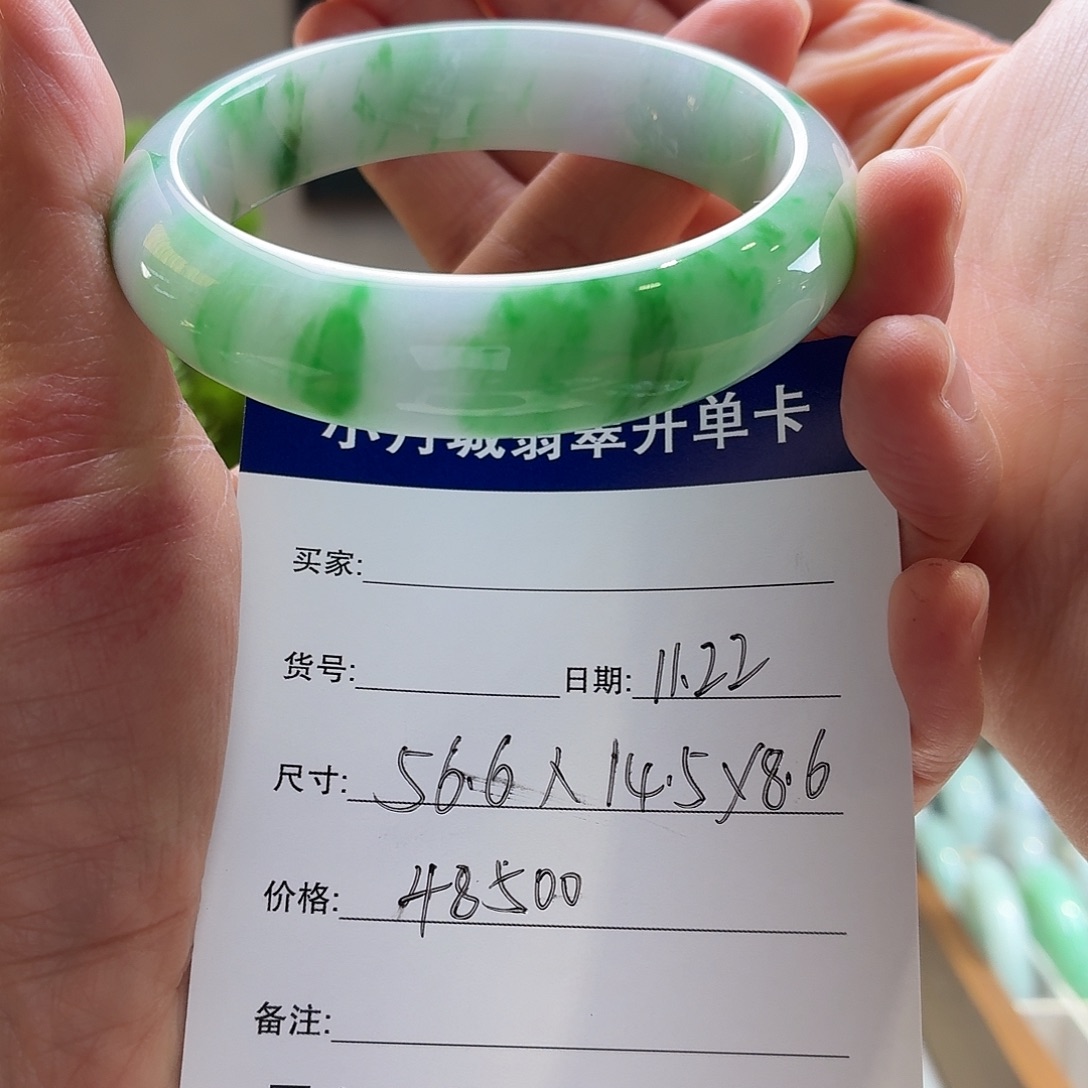 翡翠开单卡
买家:
货号: 日期: 11.22
尺寸: 56.6 X 14.5 X 8.6
价格: 48500
备注: